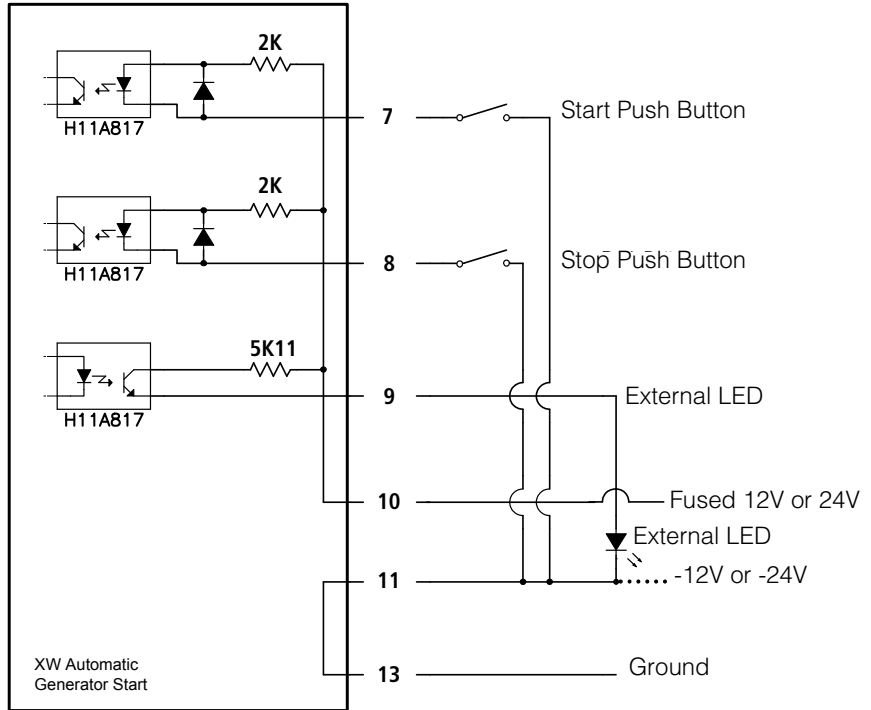 2K
H11A817
7
Start Push Button
2K
H11A817
8
Stop Push Button
5K11
H11A817
9
External LED
10
Fused 12V or 24V
External LED
11
-12V or -24V
13
Ground
XW Automatic
Generator Start